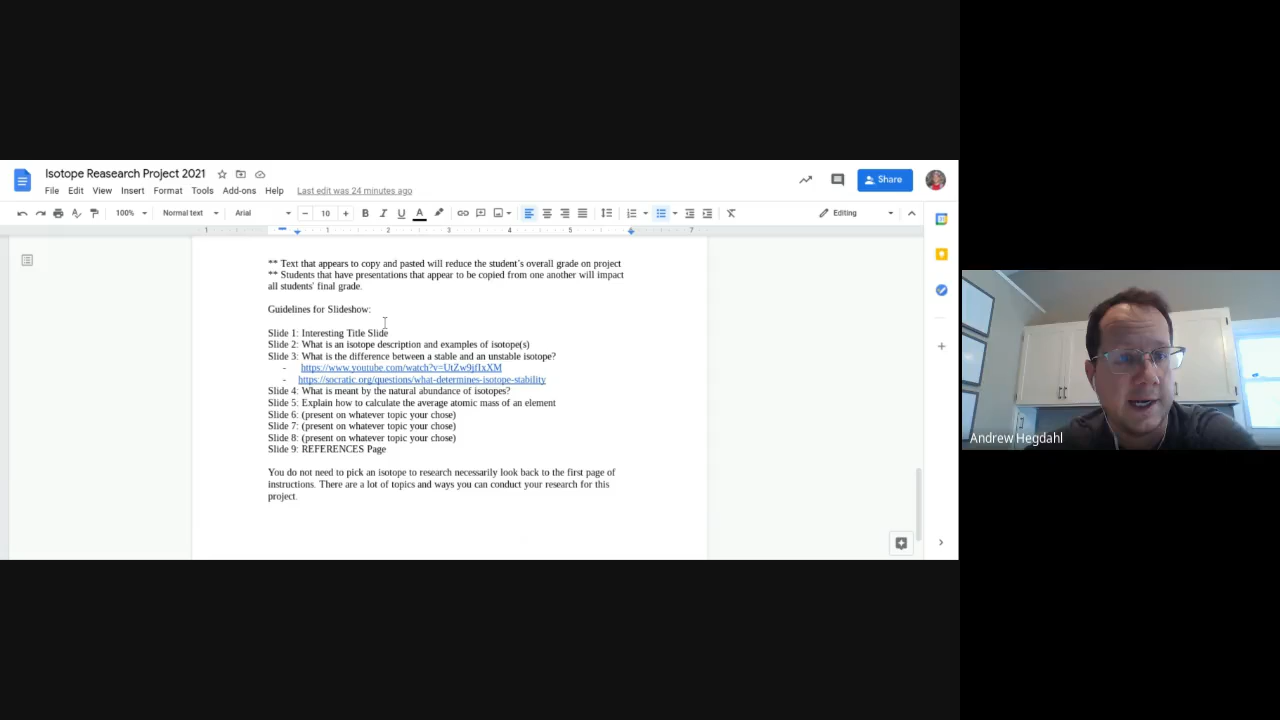 Isotope Reasearch Project 2021
File Edit View Insert Format Tools Add-ons Help Last edit was 24 minutes ago
Share
100% Normal text Arial 10 Editing
1 1 2 3 4 5 6 7
** Text that appears to copy and pasted will reduce the student's overall grade on project
** Students that have presentations that appear to be copied from one another will impact
all students' final grade.
Guidelines for Slideshow:
Slide 1: Interesting Title Slide
Slide 2: What is an isotope description and examples of isotope(s)
Slide 3: What is the difference between a stable and an unstable isotope?
- https://www.youtube.com/watch?v=UtZw9jfIxXM
- https://socratic.org/questions/what-determines-isotope-stability
Slide 4: What is meant by the natural abundance of isotopes?
Slide 5: Explain how to calculate the average atomic mass of an element
Slide 6: (present on whatever topic your chose)
Slide 7: (present on whatever topic your chose)
Slide 8: (present on whatever topic your chose)
Slide 9: REFERENCES Page
You do not need to pick an isotope to research necessarily look back to the first page of
instructions. There are a lot of topics and ways you can conduct your research for this
project.
Andrew Hegdahl